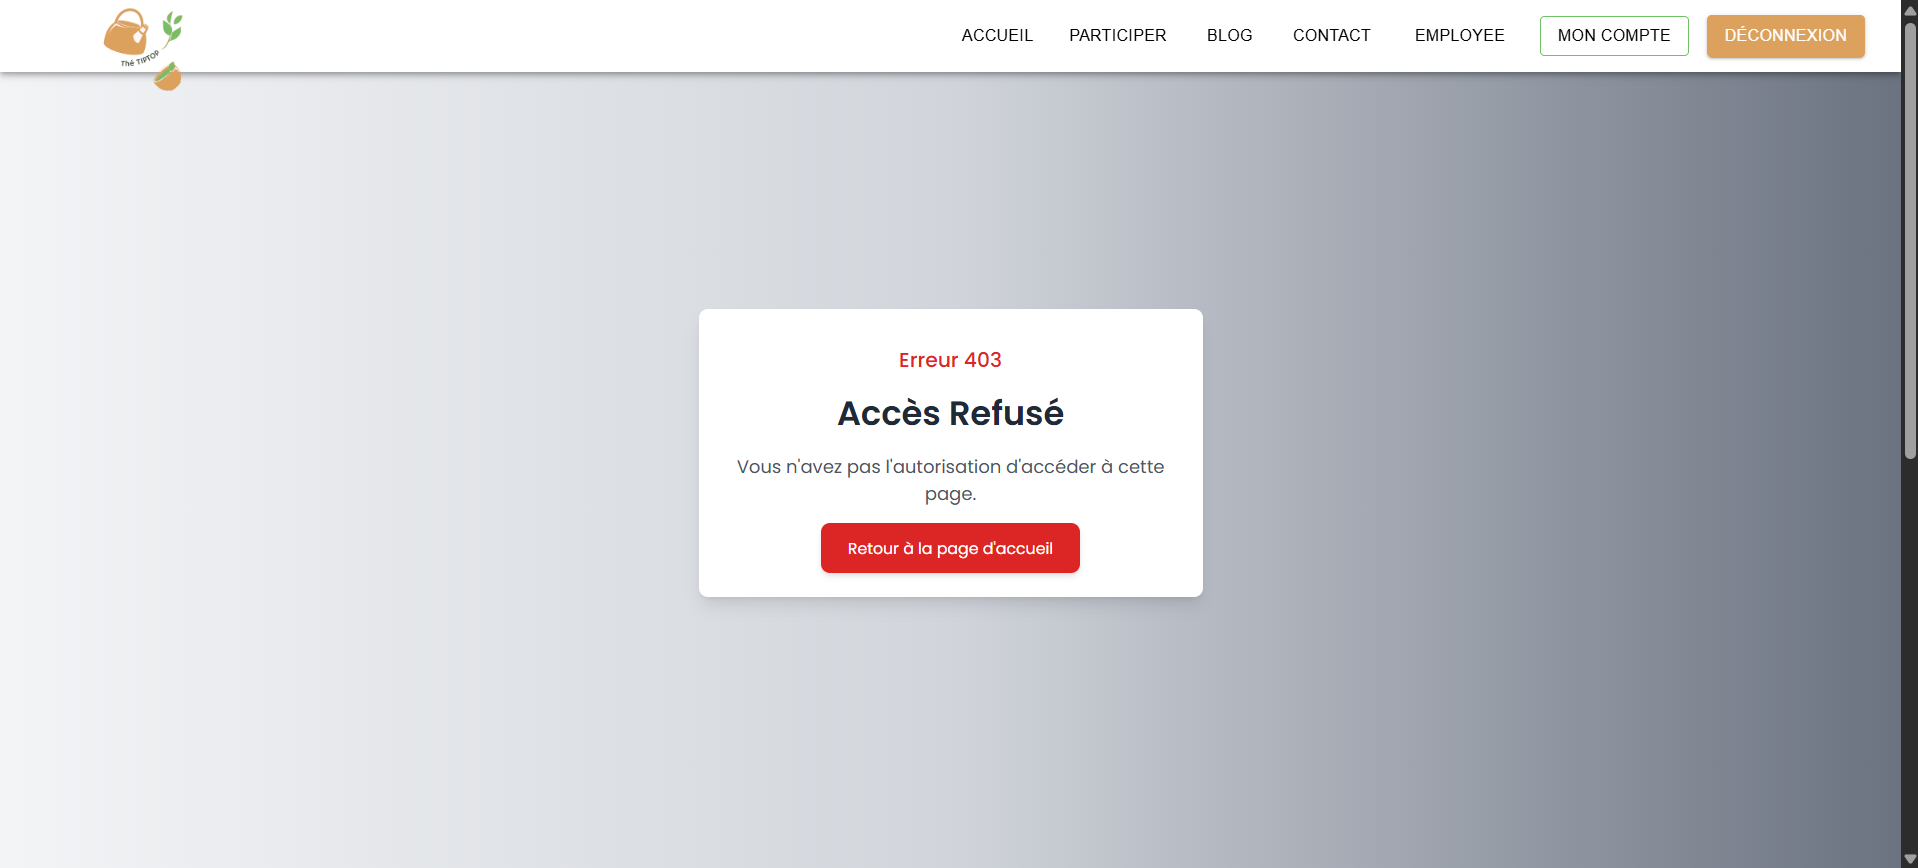 Thé TIPTOP
ACCUEIL PARTICIPER BLOG CONTACT EMPLOYEE MON COMPTE DÉCONNEXION
Erreur 403
Accès Refusé
Vous n'avez pas l'autorisation d'accéder à cette
page.
Retour à la page d'accueil